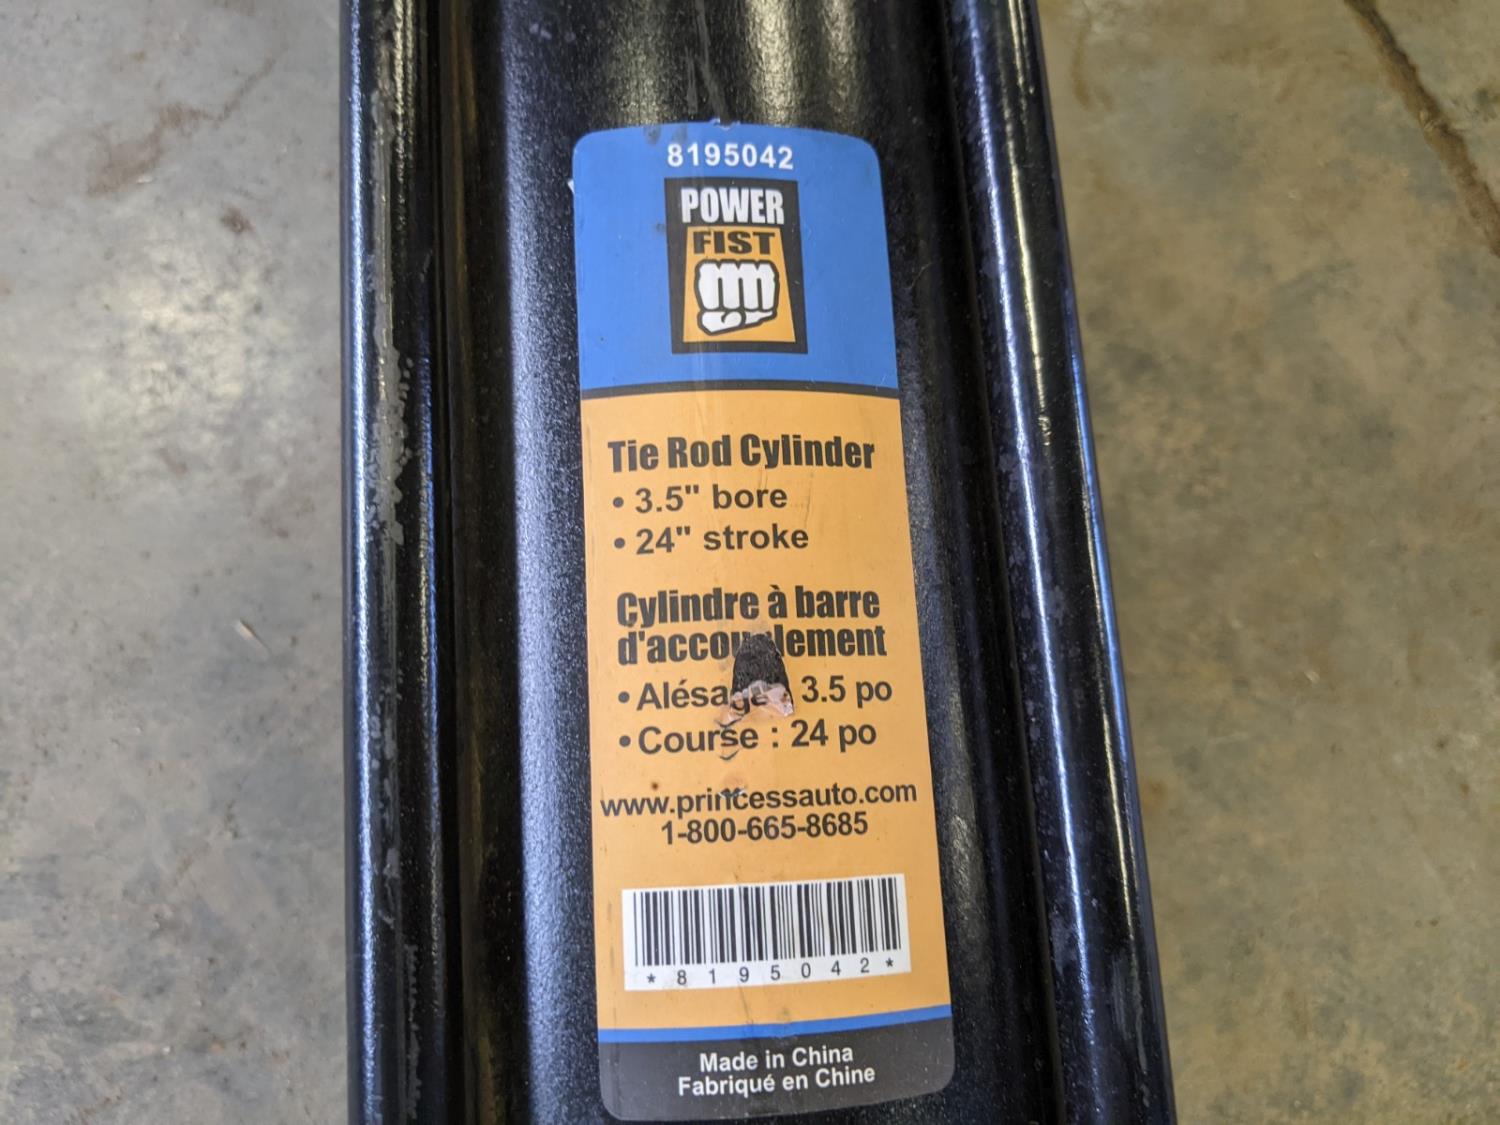 8195042
POWER
FIST
Tie Rod Cylinder
• 3.5" bore
• 24" stroke
Cylindre à barre
d'accouplement
• Alésage : 3.5 po
• Course : 24 po
www.princessauto.com
1-800-665-8685
*8195042*
Made in China
Fabriqué en Chine